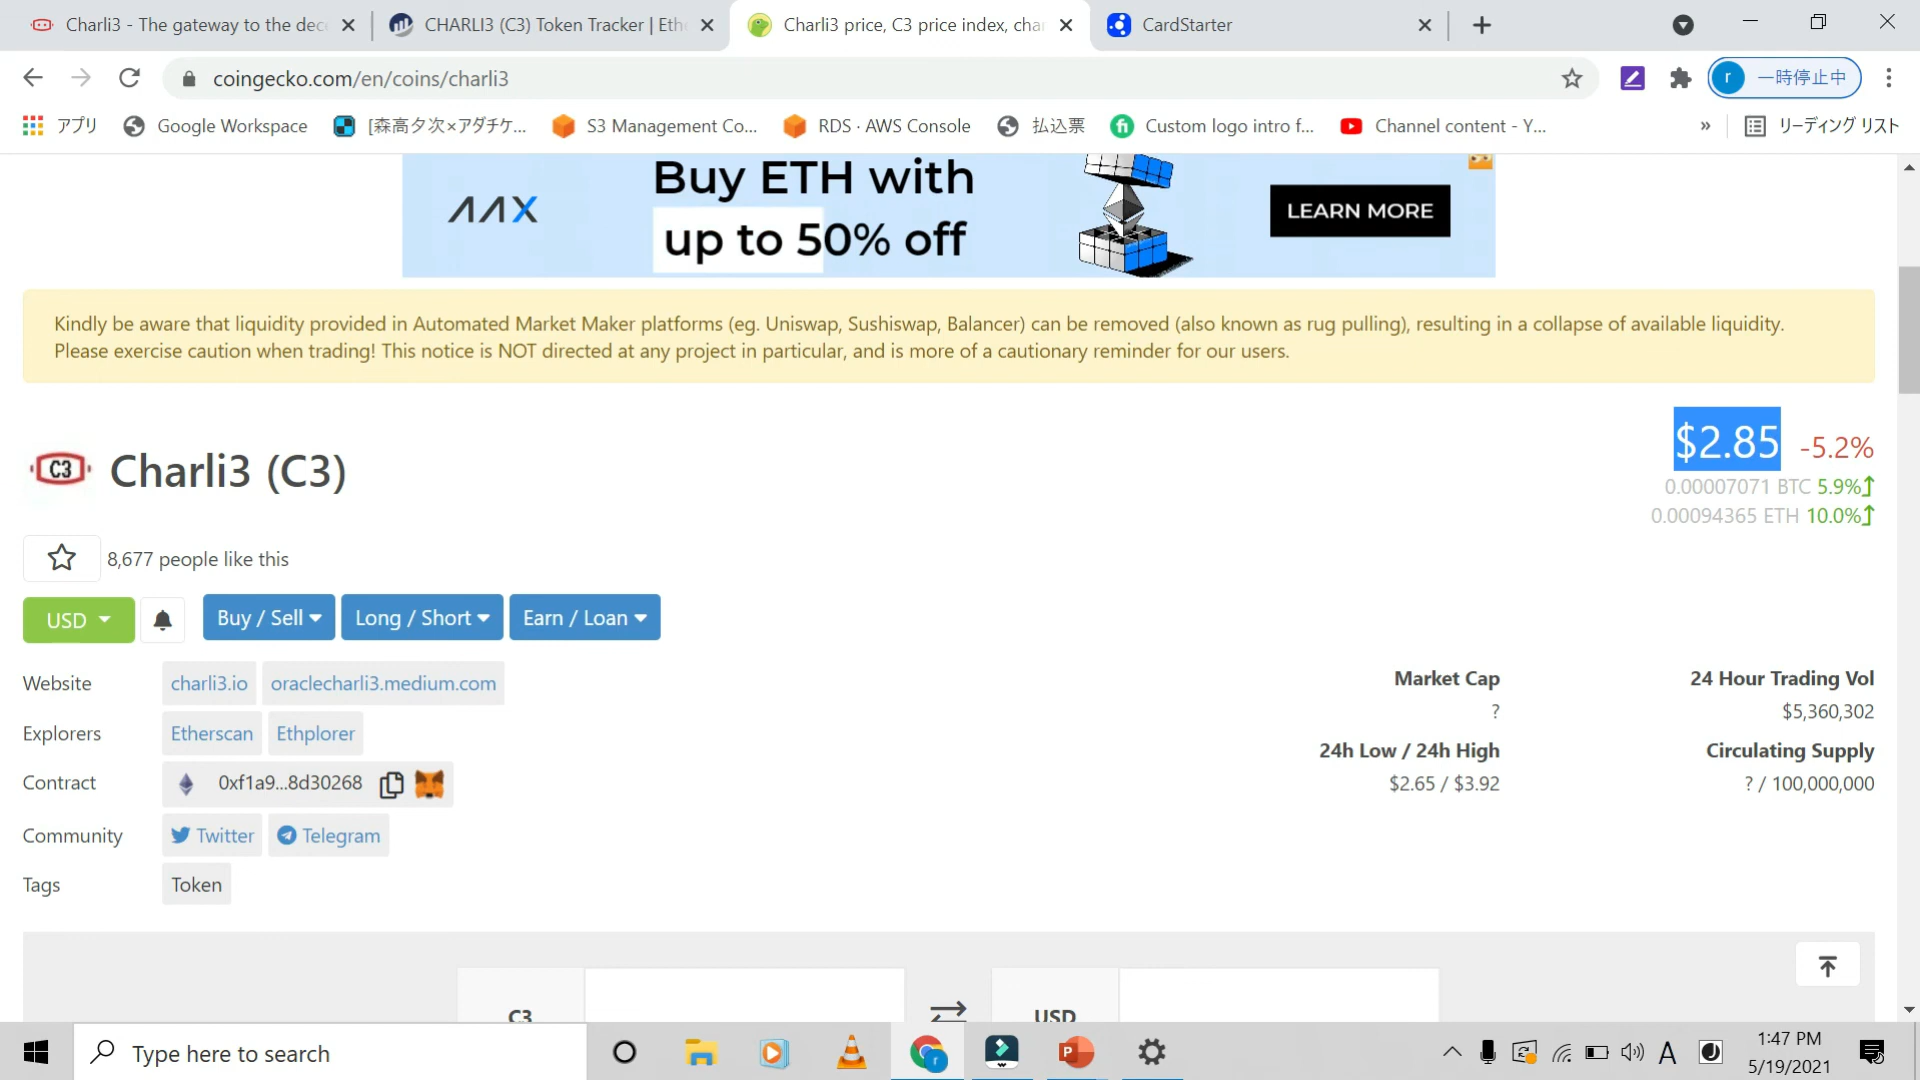 Charli3 - The gateway to the dece
CHARLI3 (C3) Token Tracker | Ethe
Charli3 price, C3 price index, char
CardStarter
coingecko.com/en/coins/charli3
r 一時停止中
アプリ
Google Workspace
[森高夕次×アダチケ...
S3 Management Co...
RDS · AWS Console
払込票
fi Custom logo intro f...
Channel content - Y...
»
リーディング リスト
AAX
Buy ETH with
up to 50% off
LEARN MORE
Kindly be aware that liquidity provided in Automated Market Maker platforms (eg. Uniswap, Sushiswap, Balancer) can be removed (also known as rug pulling), resulting in a collapse of available liquidity.
Please exercise caution when trading! This notice is NOT directed at any project in particular, and is more of a cautionary reminder for our users.
C3 Charli3 (C3)
$2.85 -5.2%
0.00007071 BTC 5.9%
0.00094365 ETH 10.0%
8,677 people like this
USD
Buy / Sell
Long / Short
Earn / Loan
Website charli3.io oraclecharli3.medium.com
Explorers Etherscan Ethplorer
Contract 0xf1a9...8d30268
Community Twitter Telegram
Tags Token
Market Cap
?
24 Hour Trading Vol
$5,360,302
24h Low / 24h High
$2.65 / $3.92
Circulating Supply
? / 100,000,000
C3
USD
Type here to search
P
A
J
1:47 PM
5/19/2021